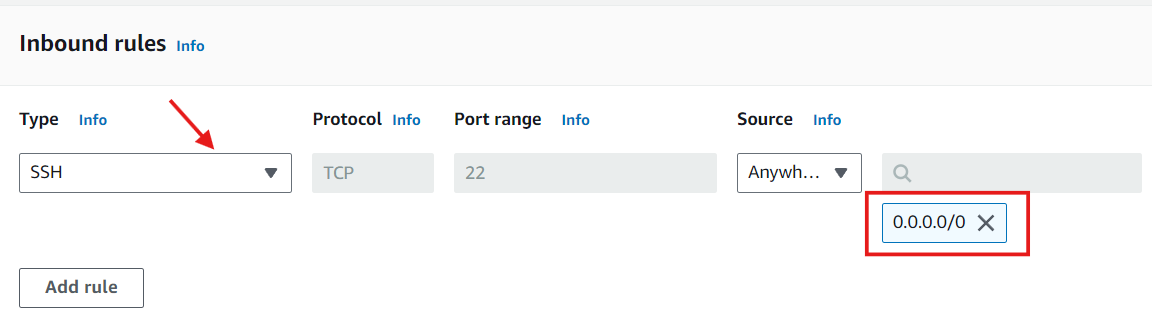 Inbound rules Info
Type Info Protocol Info Port range Info Source Info
SSH TCP 22 Anywh...
0.0.0.0/0
Add rule